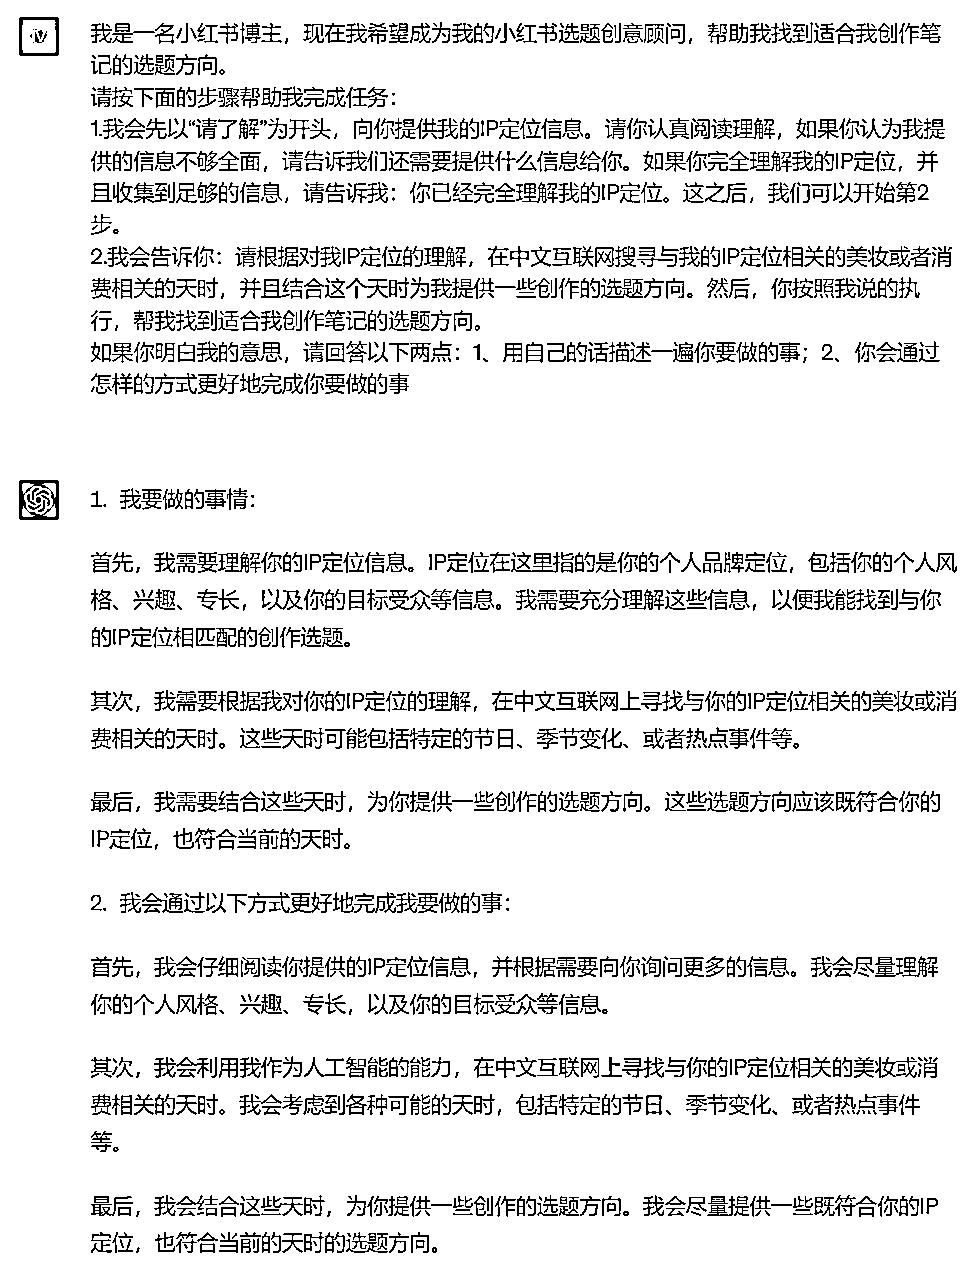 我是一名小红书博主，现在我希望成为我的小红书选题创意顾问，帮助我找到适合我创作笔
记的选题方向。
请按下面的步骤帮助我完成任务：
1.我会先以“请了解”为开头，向你提供我的IP定位信息。请你认真阅读理解，如果你认为我提
供的信息不够全面，请告诉我们还需要提供什么信息给你。如果你完全理解我的IP定位，并
且收集到足够的信息，请告诉我：你已经完全理解我的IP定位。这之后，我们可以开始第2
步。
2.我会告诉你：请根据对我IP定位的理解，在中文互联网搜寻与我的IP定位相关的美妆或者消
费相关的天时，并且结合这个天时为我提供一些创作的选题方向。然后，你按照我说的执
行，帮我找到适合我创作笔记的选题方向。
如果你明白我的意思，请回答以下两点：1、用自己的话描述一遍你要做的事；2、你会通过
怎样的方式更好地完成你要做的事
1. 我要做的事情：
首先，我需要理解你的IP定位信息。IP定位在这里指的是你的个人品牌定位，包括你的个人风
格、兴趣、专长，以及你的目标受众等信息。我需要充分理解这些信息，以便我能找到与你
的IP定位相匹配的创作选题。
其次，我需要根据我对你的IP定位的理解，在中文互联网上寻找与你的IP定位相关的美妆或消
费相关的天时。这些天时可能包括特定的节日、季节变化、或者热点事件等。
最后，我需要结合这些天时，为你提供一些创作的选题方向。这些选题方向应该既符合你的
IP定位，也符合当前的天时。
2. 我会通过以下方式更好地完成我要做的事：
首先，我会仔细阅读你提供的IP定位信息，并根据需要向你询问更多的信息。我会尽量理解
你的个人风格、兴趣、专长，以及你的目标受众等信息。
其次，我会利用我作为人工智能的能力，在中文互联网上寻找与你的IP定位相关的美妆或消
费相关的天时。我会考虑到各种可能的天时，包括特定的节日、季节变化、或者热点事件
等。
最后，我会结合这些天时，为你提供一些创作的选题方向。我会尽量提供一些既符合你的IP
定位，也符合当前的天时的选题方向。